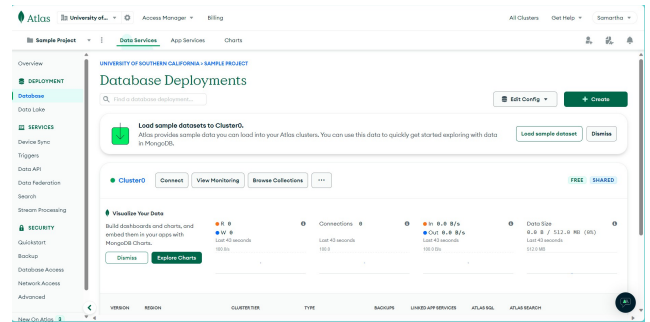 Atlas University of... Access Manager Billing All Clusters Get Help Samartha
Sample Project Data Services App Services Charts
Overview
DEPLOYMENT
Database
Data Lake
SERVICES
Device Sync
Triggers
Data API
Data Federation
Search
Stream Processing
SECURITY
Quickstart
Backup
Database Access
Network Access
Advanced
New On Atlas 3
UNIVERSITY OF SOUTHERN CALIFORNIA > SAMPLE PROJECT
Database Deployments
Find a database deployment...
Edit Config
+ Create
Load sample datasets to Cluster0.
Atlas provides sample data you can load into your Atlas clusters. You can use this data to quickly get started exploring with data
in MongoDB.
Load sample dataset Dismiss
Cluster0 Connect View Monitoring Browse Collections ... FREE SHARED
Visualize Your Data
Build dashboards and charts, and
embed them in your apps with
MongoDB Charts.
Dismiss Explore Charts
R 0
W 0
Last 43 seconds
100.0/s
Connections 0
Last 43 seconds
100.0
In 0.0 B/s
Out 0.0 B/s
Last 43 seconds
100.0 B/s
Data Size
0.0 B / 512.0 MB (0%)
Last 43 seconds
512.0 MB
VERSION REGION CLUSTER TIER TYPE BACKUPS LINKED APP SERVICES ATLAS SQL ATLAS SEARCH